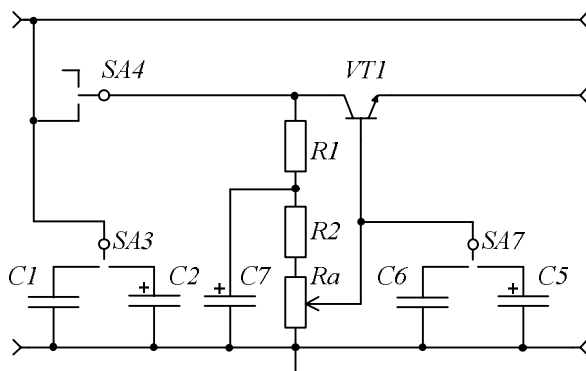 SA4
VT1
R1
R2
SA3
SA7
C1
C2
C7
Ra
C6
C5
+
+
+